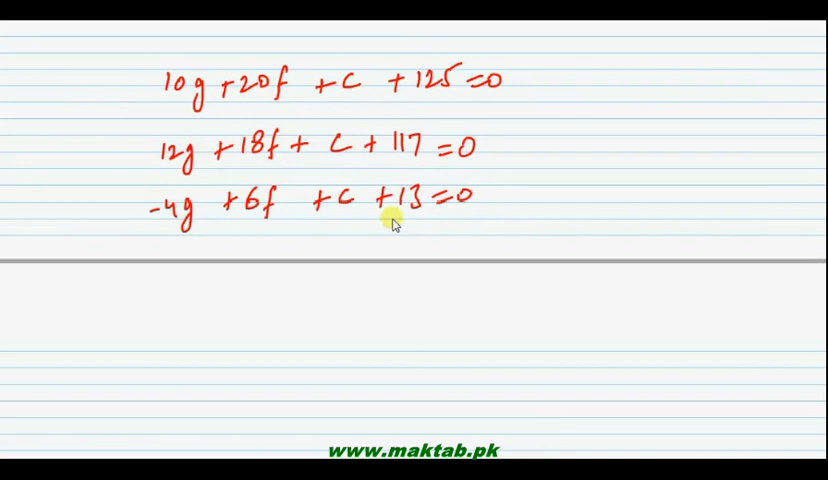 10g +20f +c +125=0
12g +18f + c + 117 =0
-4g +6f +c +13=0
www.maktab.pk